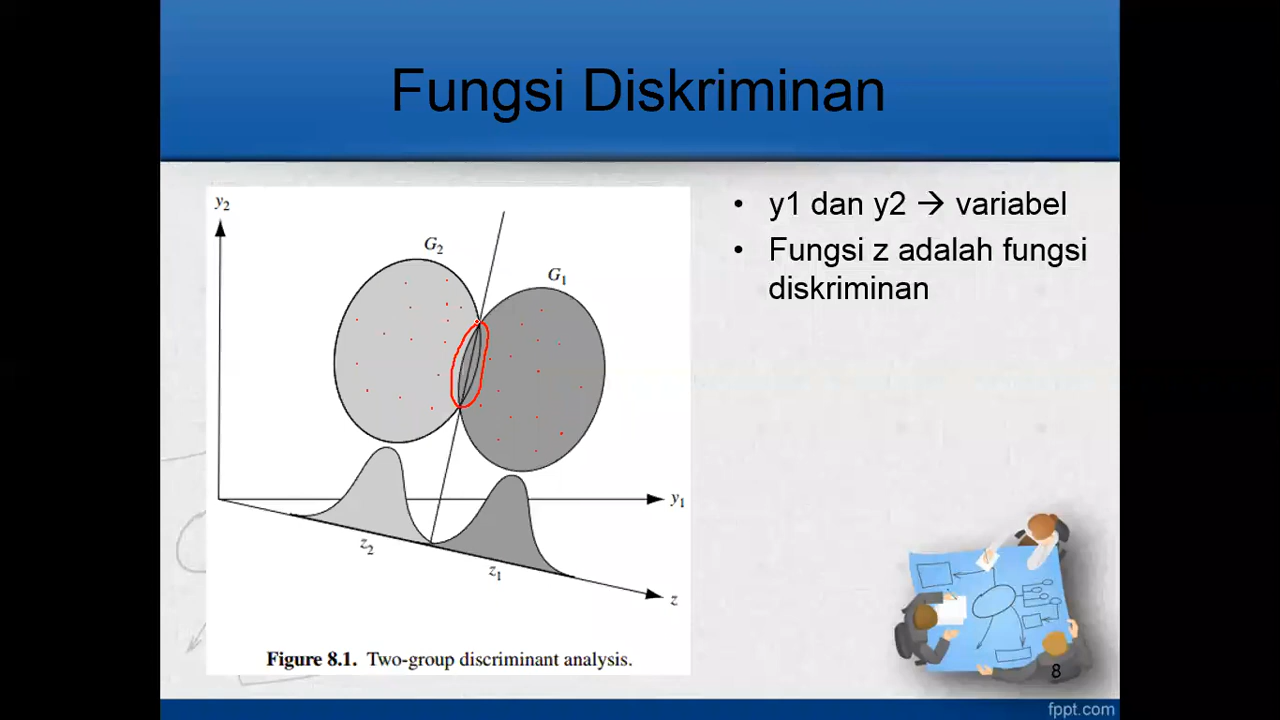 Fungsi Diskriminan
y2
G2
G1
y1
z2
z1
z
Figure 8.1. Two-group discriminant analysis.
• y1 dan y2 → variabel
• Fungsi z adalah fungsi
diskriminan
8
fppt.com